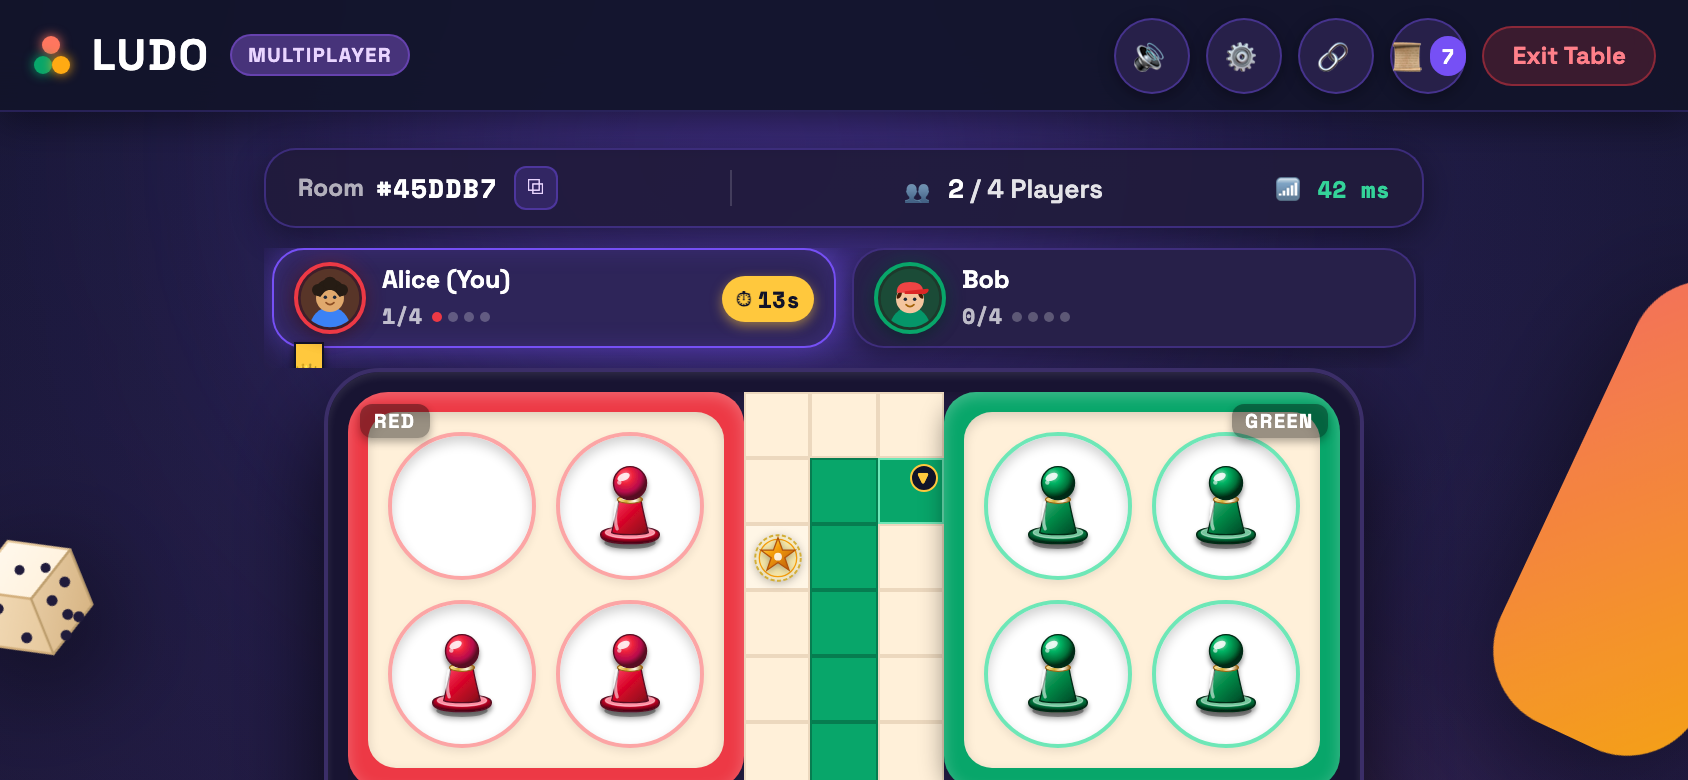 LUDO MULTIPLAYER
7
Exit Table
Room #45DDB7
2 / 4 Players
42 ms
Alice (You)
1/4
13s
Bob
0/4
RED
GREEN